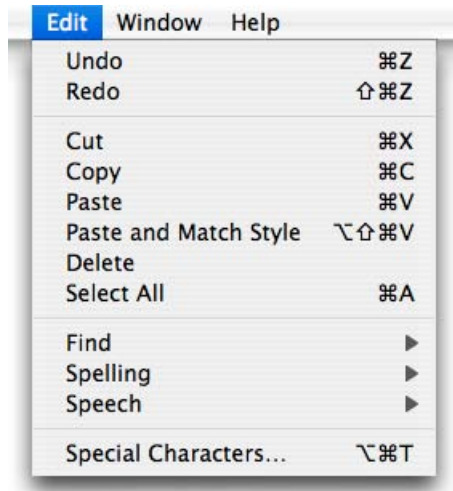 Edit Window Help
Undo ⌘Z
Redo ⇧⌘Z
Cut ⌘X
Copy ⌘C
Paste ⌘V
Paste and Match Style ⌥⇧⌘V
Delete
Select All ⌘A
Find ▶
Spelling ▶
Speech ▶
Special Characters... ⌥⌘T